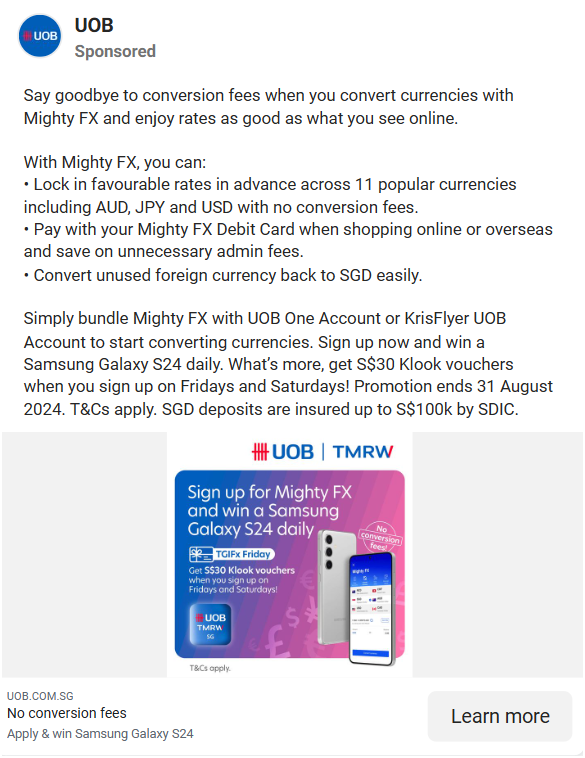 UOB
UOB
Sponsored
Say goodbye to conversion fees when you convert currencies with
Mighty FX and enjoy rates as good as what you see online.
With Mighty FX, you can:
• Lock in favourable rates in advance across 11 popular currencies
including AUD, JPY and USD with no conversion fees.
• Pay with your Mighty FX Debit Card when shopping online or overseas
and save on unnecessary admin fees.
• Convert unused foreign currency back to SGD easily.
Simply bundle Mighty FX with UOB One Account or KrisFlyer UOB
Account to start converting currencies. Sign up now and win a
Samsung Galaxy S24 daily. What’s more, get S$30 Klook vouchers
when you sign up on Fridays and Saturdays! Promotion ends 31 August
2024. T&Cs apply. SGD deposits are insured up to S$100k by SDIC.
UOB | TMRW
Sign up for Mighty FX
and win a Samsung
Galaxy S24 daily
No
conversion
fees!
TGIFx Friday
Get S$30 Klook vouchers
when you sign up on
Fridays and Saturdays!
Mighty FX
UOB
TMRW
SG
T&Cs apply.
UOB.COM.SG
No conversion fees
Apply & win Samsung Galaxy S24
Learn more